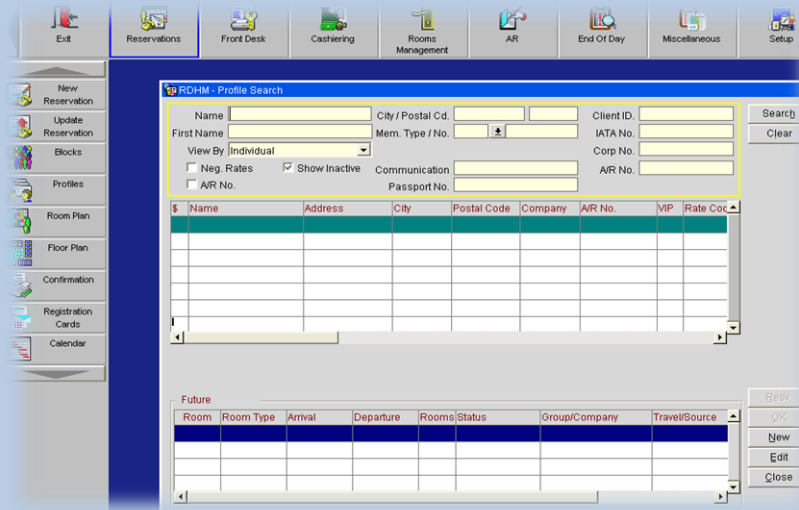 Exit
Reservations
Front Desk
Cashiering
Rooms
Management
AR
End Of Day
Miscellaneous
Setup
New
Reservation
Update
Reservation
Blocks
Profiles
Room Plan
Floor Plan
Confirmation
Registration
Cards
Calendar
RDHM - Profile Search
Name City / Postal Cd. Client ID.
First Name Mem. Type / No. IATA No.
View By Individual Corp No.
Neg. Rates Show Inactive Communication A/R No.
A/R No. Passport No.
Search
Clear
$ Name Address City Postal Code Company A/R No. VIP Rate Coc
Future
Room Room Type Arrival Departure Rooms Status Group/Company Travel/Source
Resv
OK
New
Edit
Close